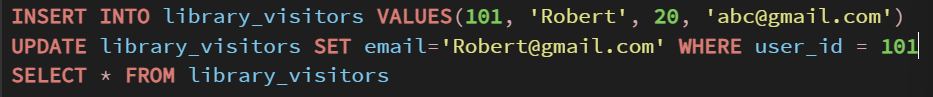 INSERT INTO library_visitors VALUES(101, 'Robert', 20, 'abc@gmail.com')
UPDATE library_visitors SET email='Robert@gmail.com' WHERE user_id = 101
SELECT * FROM library_visitors